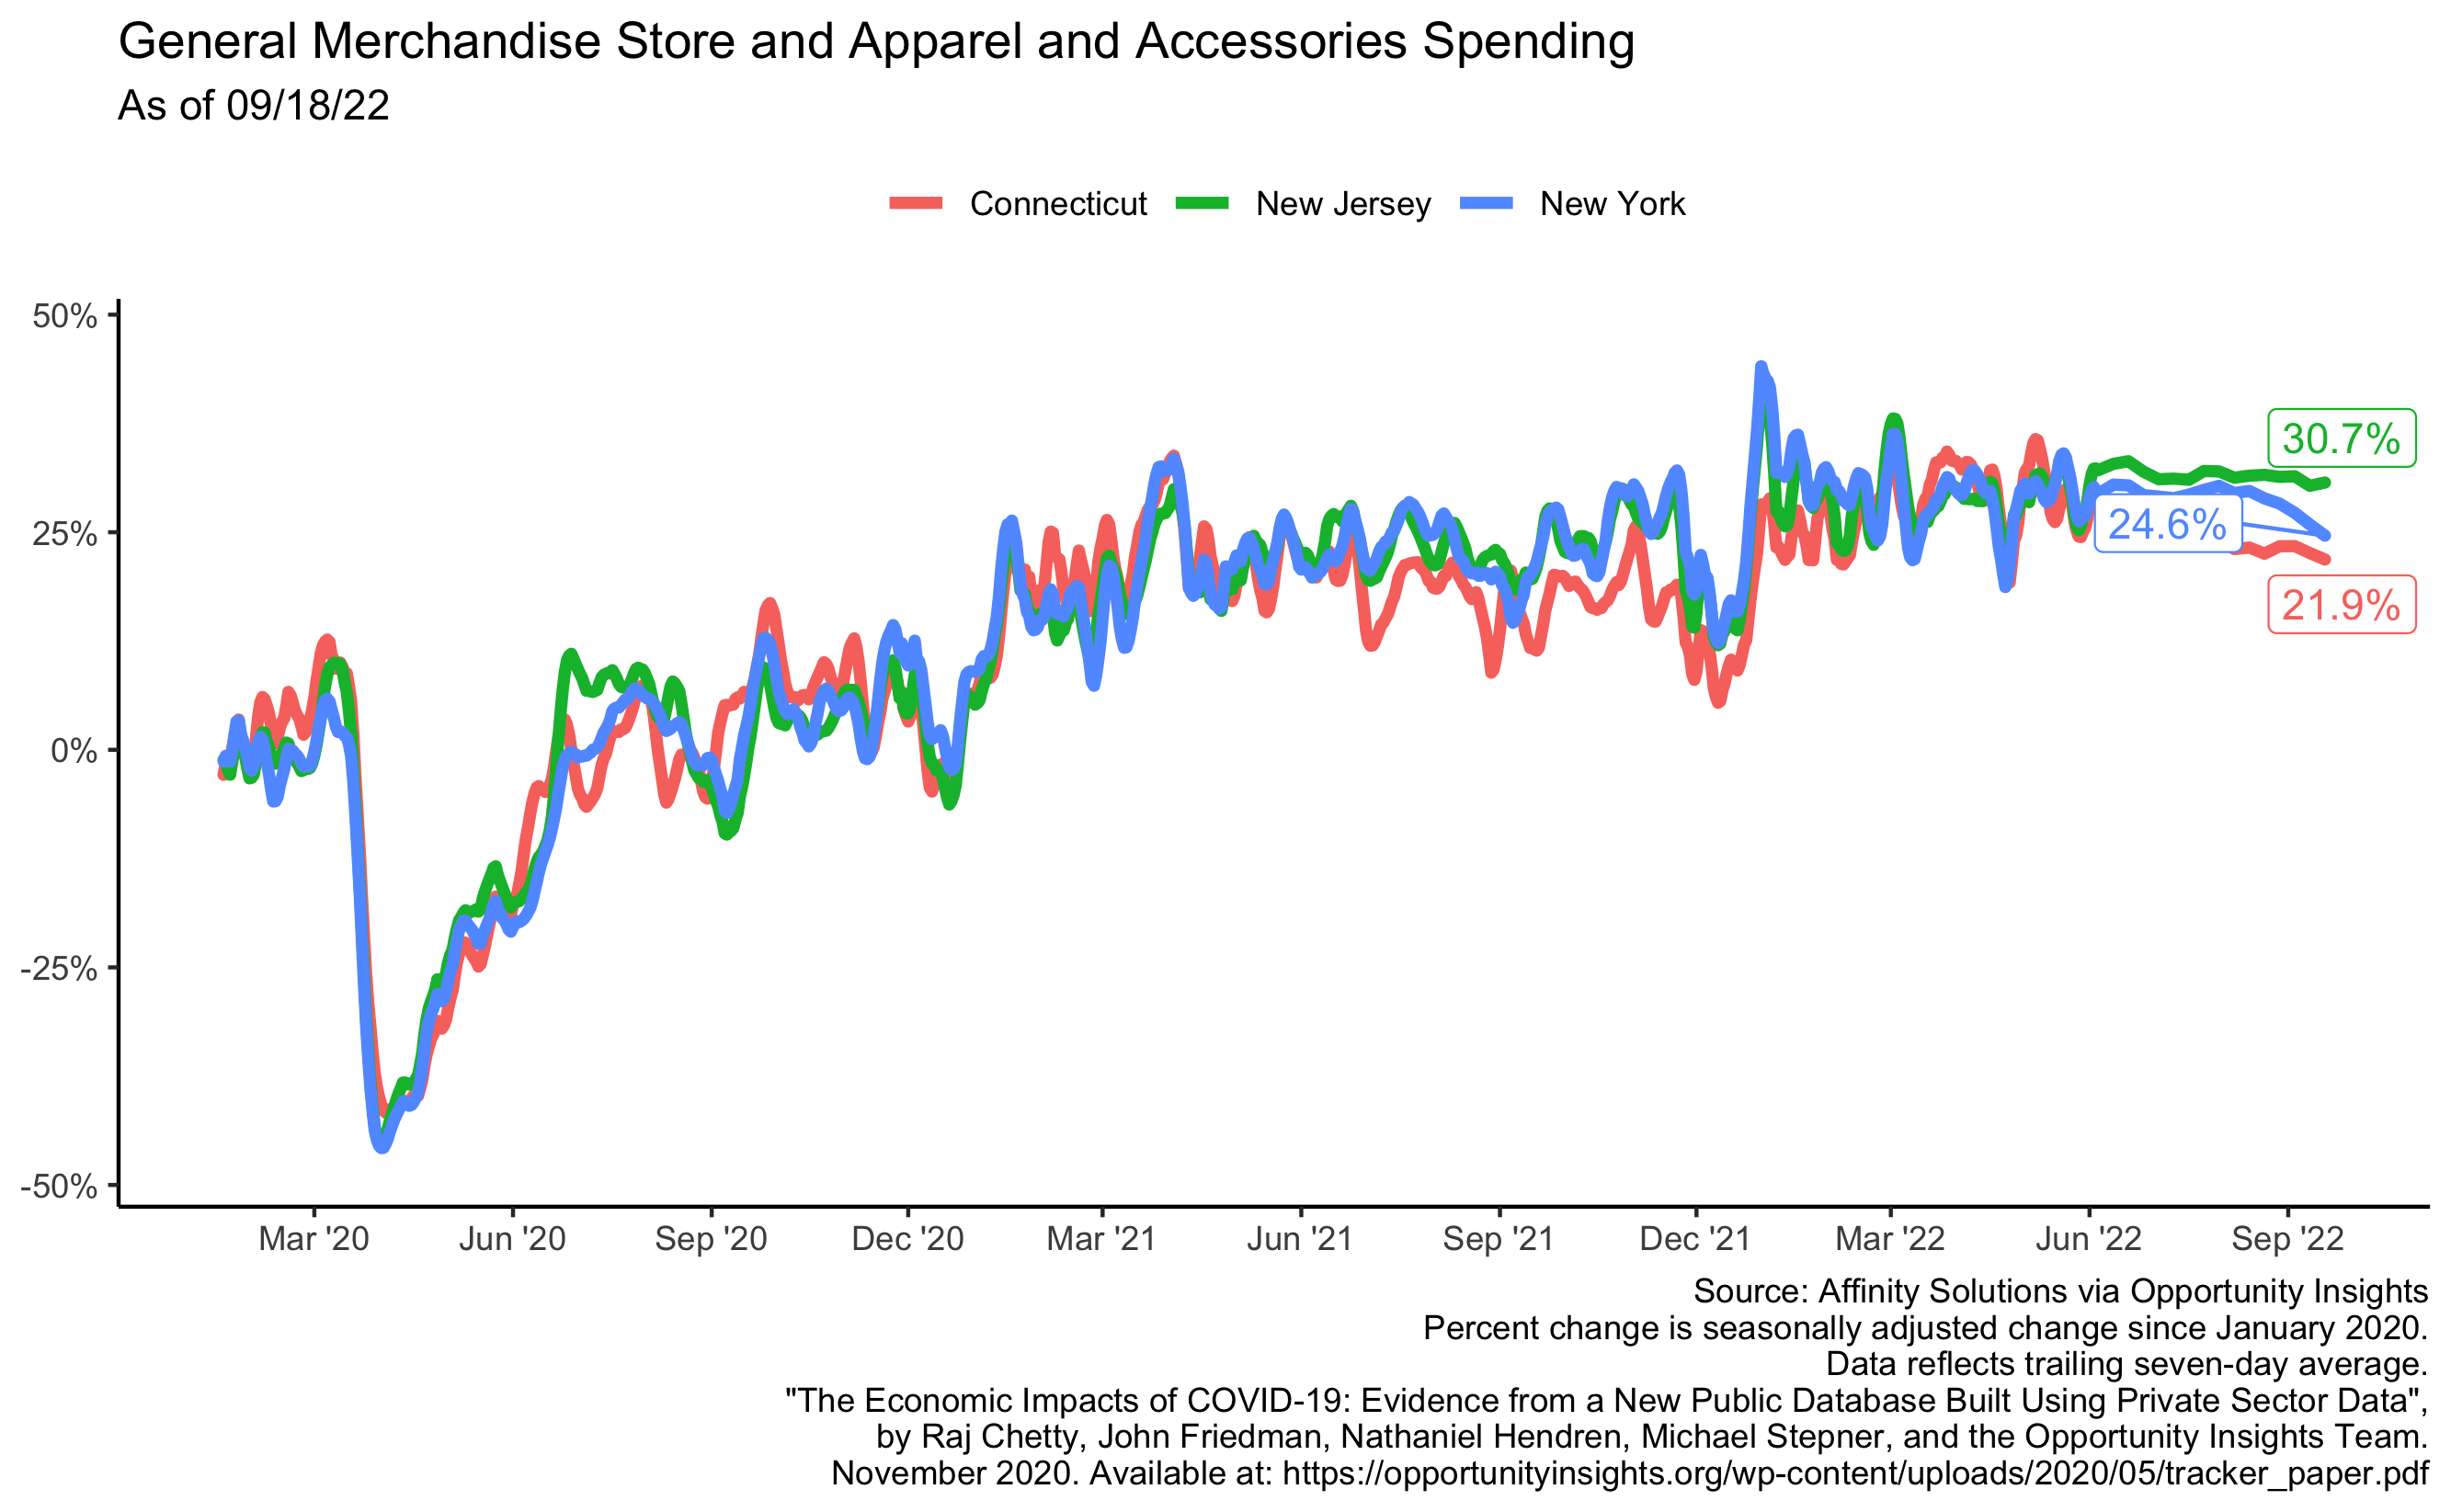 General Merchandise Store and Apparel and Accessories Spending
As of 09/18/22
Connecticut New Jersey New York
50%
25%
0%
-25%
-50%
30.7%
24.6%
21.9%
Mar '20 Jun '20 Sep '20 Dec '20 Mar '21 Jun '21 Sep '21 Dec '21 Mar '22 Jun '22 Sep '22
Source: Affinity Solutions via Opportunity Insights
Percent change is seasonally adjusted change since January 2020.
Data reflects trailing seven-day average.
"The Economic Impacts of COVID-19: Evidence from a New Public Database Built Using Private Sector Data",
by Raj Chetty, John Friedman, Nathaniel Hendren, Michael Stepner, and the Opportunity Insights Team.
November 2020. Available at: https://opportunityinsights.org/wp-content/uploads/2020/05/tracker_paper.pdf